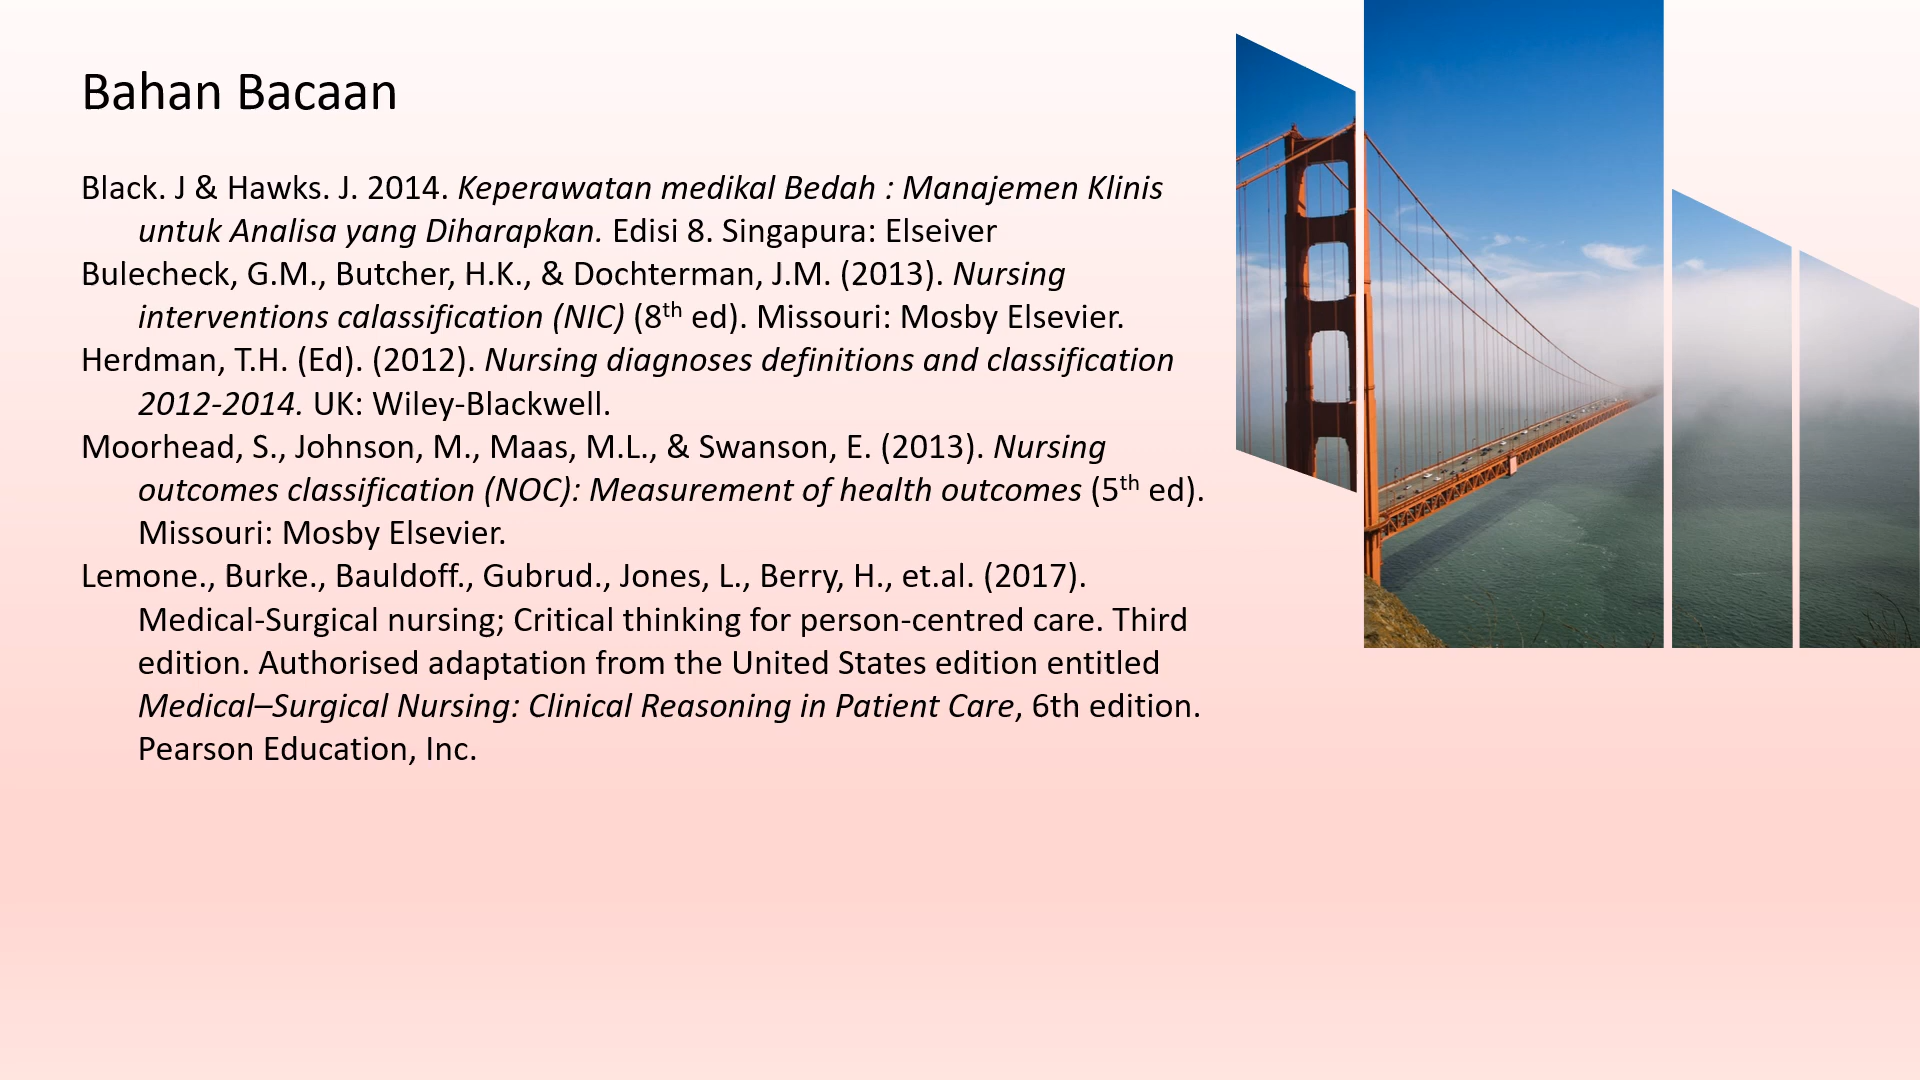 Bahan Bacaan
Black. J & Hawks. J. 2014. Keperawatan medikal Bedah : Manajemen Klinis
untuk Analisa yang Diharapkan. Edisi 8. Singapura: Elseiver
Bulecheck, G.M., Butcher, H.K., & Dochterman, J.M. (2013). Nursing
interventions calassification (NIC) (8th ed). Missouri: Mosby Elsevier.
Herdman, T.H. (Ed). (2012). Nursing diagnoses definitions and classification
2012-2014. UK: Wiley-Blackwell.
Moorhead, S., Johnson, M., Maas, M.L., & Swanson, E. (2013). Nursing
outcomes classification (NOC): Measurement of health outcomes (5th ed).
Missouri: Mosby Elsevier.
Lemone., Burke., Bauldoff., Gubrud., Jones, L., Berry, H., et.al. (2017).
Medical-Surgical nursing; Critical thinking for person-centred care. Third
edition. Authorised adaptation from the United States edition entitled
Medical–Surgical Nursing: Clinical Reasoning in Patient Care, 6th edition.
Pearson Education, Inc.